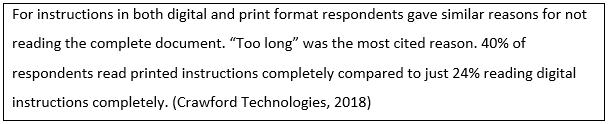 For instructions in both digital and print format respondents gave similar reasons for not
reading the complete document. “Too long” was the most cited reason. 40% of
respondents read printed instructions completely compared to just 24% reading digital
instructions completely. (Crawford Technologies, 2018)